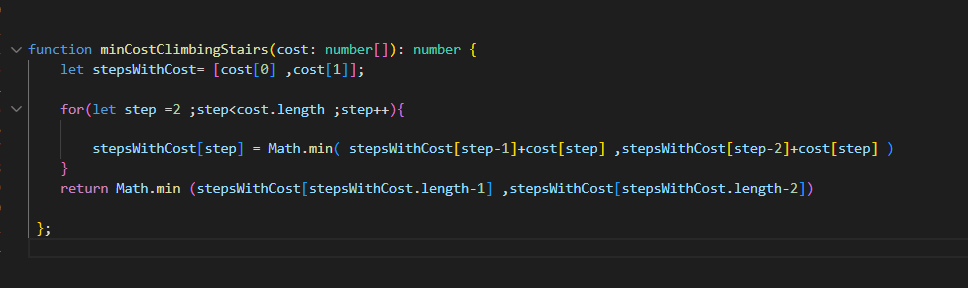 function minCostClimbingStairs(cost: number[]): number {
let stepsWithCost= [cost[0] ,cost[1]];
for(let step =2 ;step<cost.length ;step++){
stepsWithCost[step] = Math.min( stepsWithCost[step-1]+cost[step] ,stepsWithCost[step-2]+cost[step] )
}
return Math.min (stepsWithCost[stepsWithCost.length-1] ,stepsWithCost[stepsWithCost.length-2])
};